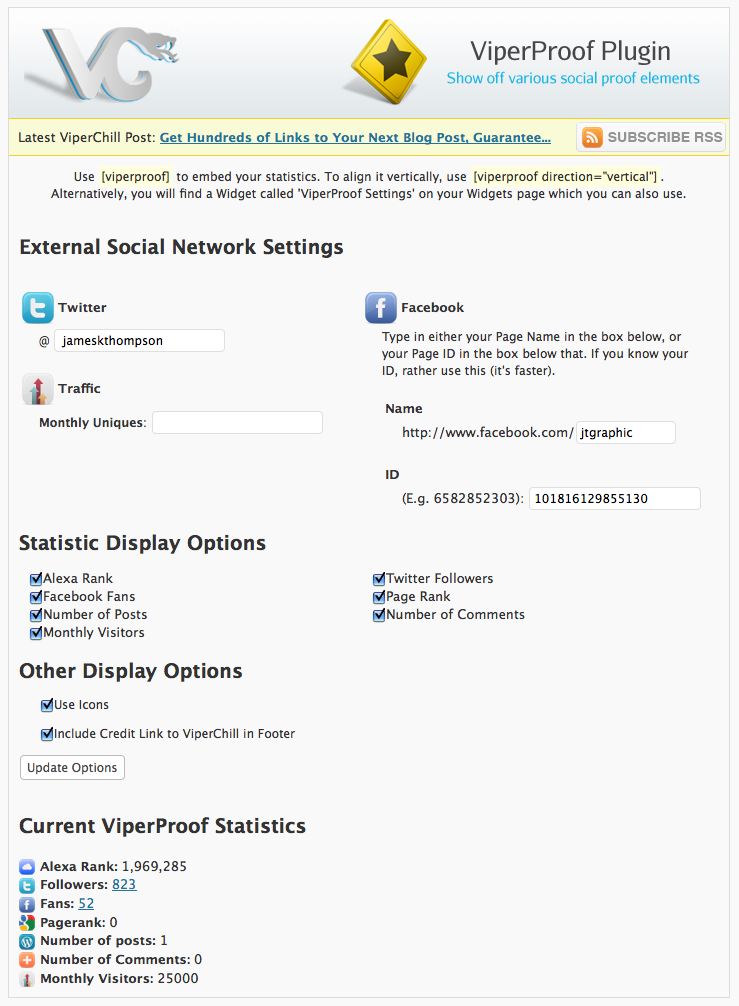 VC
ViperProof Plugin
Show off various social proof elements
Latest ViperChill Post: Get Hundreds of Links to Your Next Blog Post, Guarantee...
SUBSCRIBE RSS
Use [viperproof] to embed your statistics. To align it vertically, use [viperproof direction="vertical"] .
Alternatively, you will find a Widget called 'ViperProof Settings' on your Widgets page which you can also use.
External Social Network Settings
Twitter
@ jameskthompson
Traffic
Monthly Uniques:
Facebook
Type in either your Page Name in the box below, or
your Page ID in the box below that. If you know your
ID, rather use this (it's faster).
Name
http://www.facebook.com/ jtgraphic
ID
(E.g. 6582852303): 101816129855130
Statistic Display Options
Alexa Rank
Facebook Fans
Number of Posts
Monthly Visitors
Twitter Followers
Page Rank
Number of Comments
Other Display Options
Use Icons
Include Credit Link to ViperChill in Footer
Update Options
Current ViperProof Statistics
Alexa Rank: 1,969,285
Followers: 823
Fans: 52
Pagerank: 0
Number of posts: 1
Number of Comments: 0
Monthly Visitors: 25000